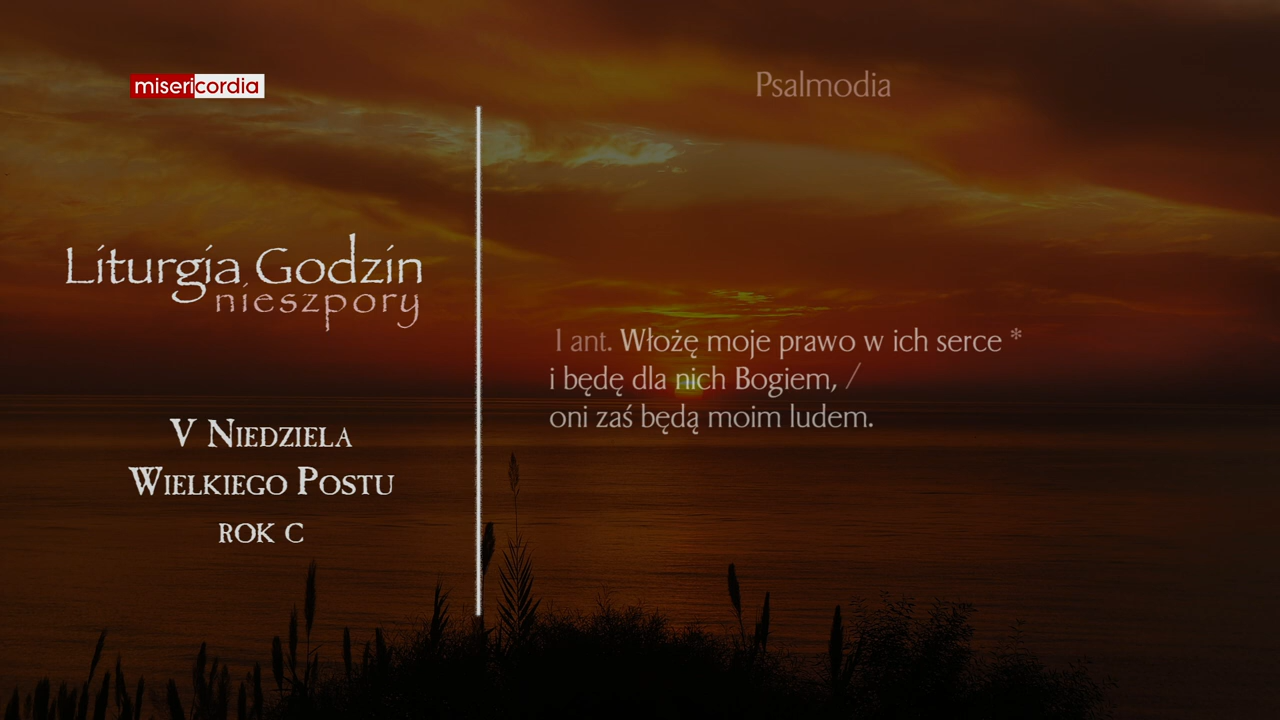 misericordia
Liturgia Godzin
nieszpory
V Niedziela
Wielkiego Postu
rok C
Psalmodia
I ant. Włożę moje prawo w ich serce *
i będę dla nich Bogiem, /
oni zaś będą moim ludem.